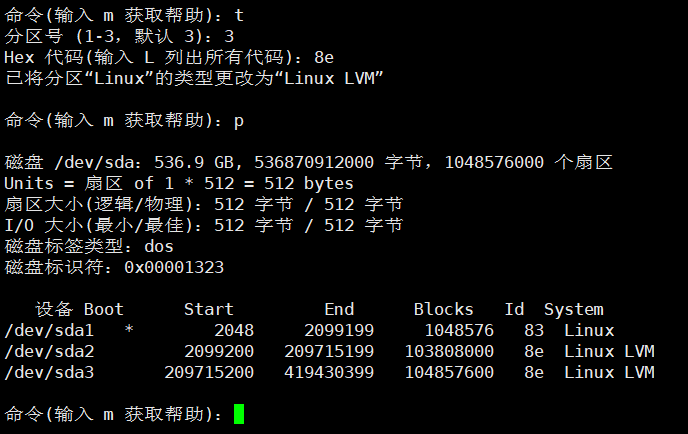 命令(输入 m 获取帮助)：t
分区号 (1-3，默认 3)：3
Hex 代码(输入 L 列出所有代码)：8e
已将分区“Linux”的类型更改为“Linux LVM”
命令(输入 m 获取帮助)：p
磁盘 /dev/sda：536.9 GB, 536870912000 字节，1048576000 个扇区
Units = 扇区 of 1 * 512 = 512 bytes
扇区大小(逻辑/物理)：512 字节 / 512 字节
I/O 大小(最小/最佳)：512 字节 / 512 字节
磁盘标签类型：dos
磁盘标识符：0x00001323
设备 Boot Start End Blocks Id System
/dev/sda1 * 2048 2099199 1048576 83 Linux
/dev/sda2 2099200 209715199 103808000 8e Linux LVM
/dev/sda3 209715200 419430399 104857600 8e Linux LVM
命令(输入 m 获取帮助)：